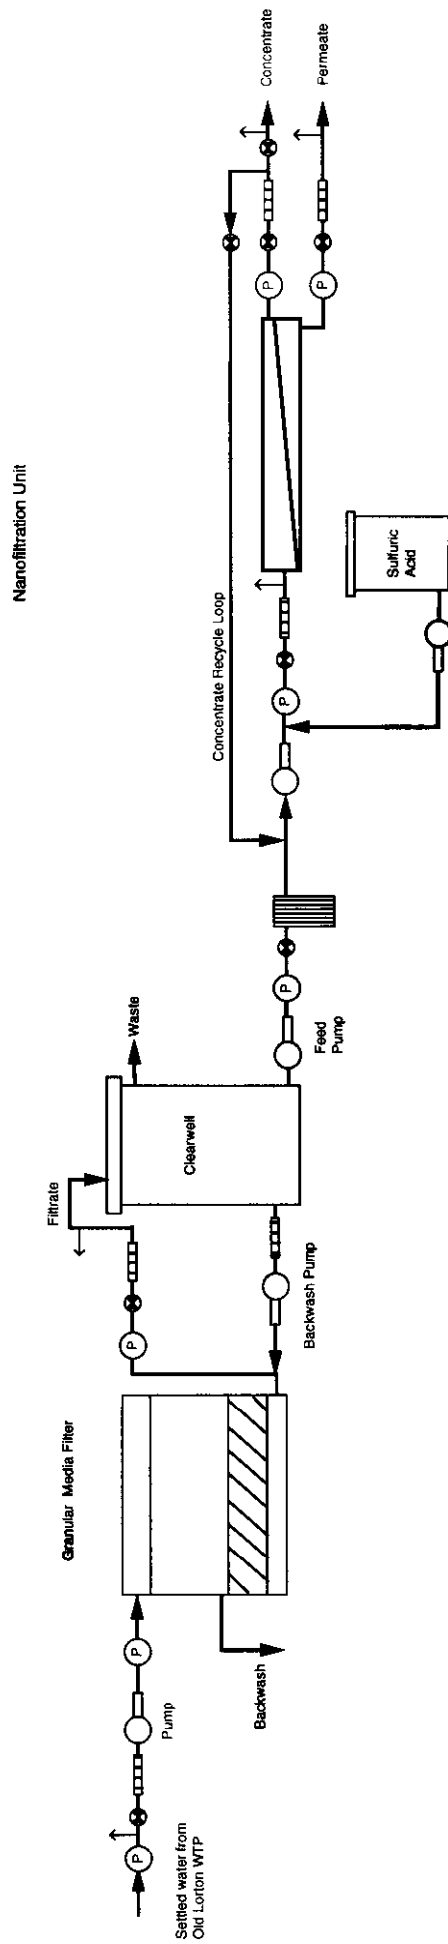 Nanofiltration Unit
Granular Media Filter
Settled water from
Old Lorton WTP
P
Pump
P
Backwash
P
Filtrate
Clearwell
Waste
Backwash Pump
Feed
Pump
P
Concentrate Recycle Loop
P
Sulfuric
Acid
P
P
Concentrate
Permeate